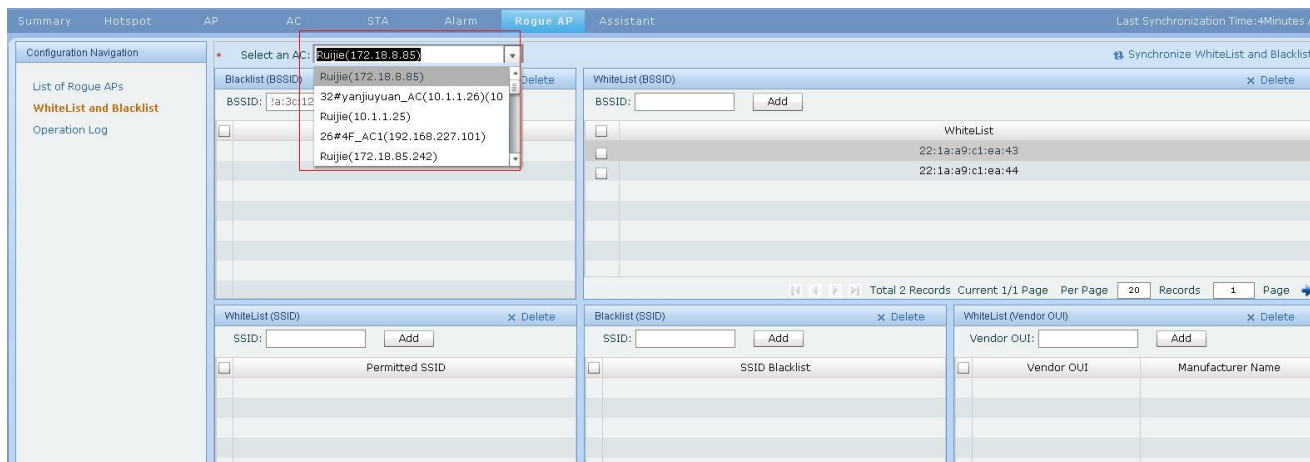 Summary Hotspot AP AC STA Alarm Rogue AP Assistant Last Synchronization Time:4Minutes
Configuration Navigation
List of Rogue APs
WhiteList and Blacklist
Operation Log
Select an AC: Ruijie(172.18.8.85)
Synchronize WhiteList and Blacklist
Ruijie(172.18.8.85)
32#yanjiuyuan_AC(10.1.1.26)(10
Ruijie(10.1.1.25)
26#4F_AC1(192.168.227.101)
Ruijie(172.18.85.242)
Blacklist (BSSID) Delete
BSSID: :a:3c:12
WhiteList (BSSID) x Delete
BSSID: Add
WhiteList
22:1a:a9:c1:ea:43
22:1a:a9:c1:ea:44
Total 2 Records Current 1/1 Page Per Page 20 Records 1 Page
WhiteList (SSID) x Delete
SSID: Add
Permitted SSID
Blacklist (SSID) x Delete
SSID: Add
SSID Blacklist
WhiteList (Vendor OUI) x Delete
Vendor OUI: Add
Vendor OUI Manufacturer Name